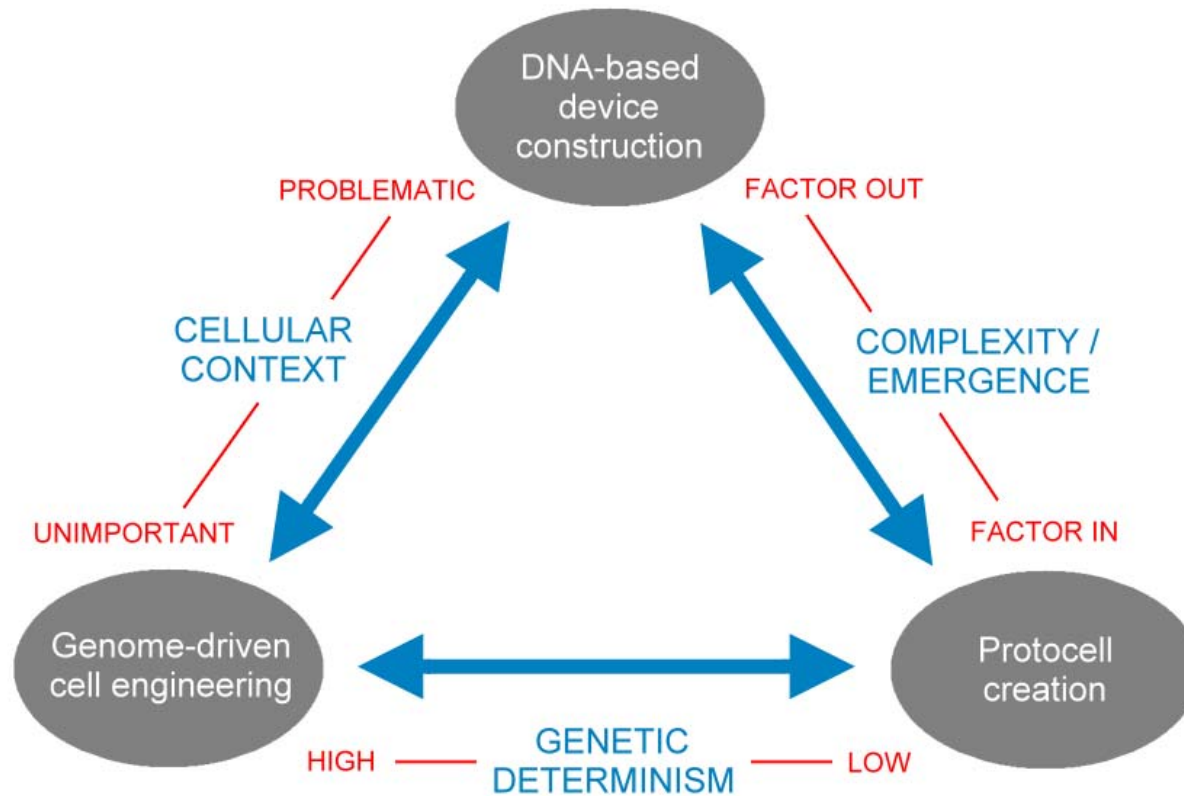 DNA-based
device
construction
PROBLEMATIC
FACTOR OUT
CELLULAR
CONTEXT
COMPLEXITY /
EMERGENCE
UNIMPORTANT
FACTOR IN
Genome-driven
cell engineering
Protocell
creation
HIGH
GENETIC
DETERMINISM
LOW